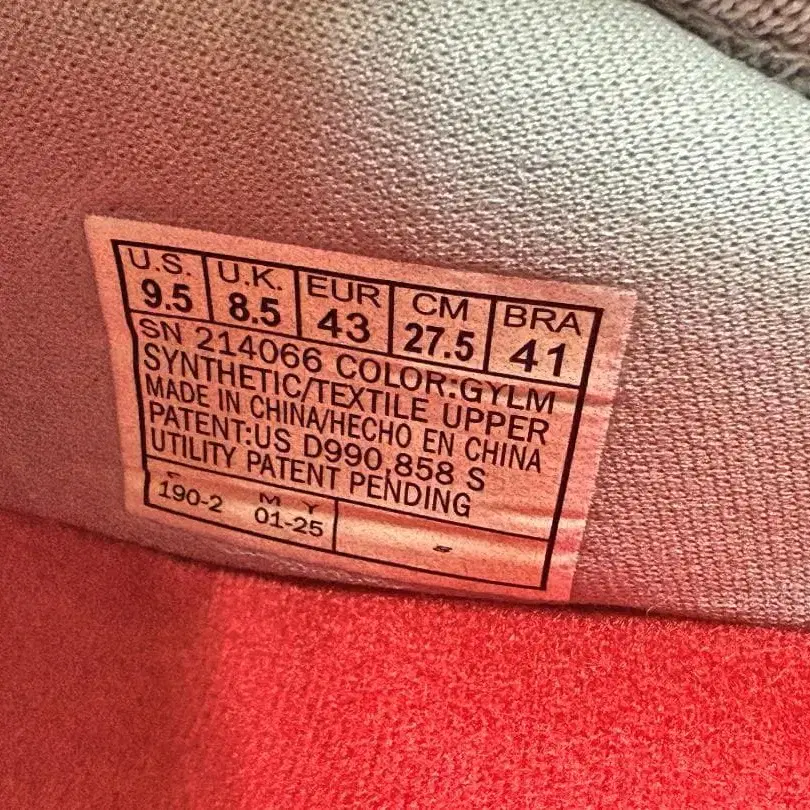 U.S. U.K. EUR CM BRA
9.5 8.5 43 27.5 41
SN 214066 COLOR:GYLM
SYNTHETIC/TEXTILE UPPER
MADE IN CHINA/HECHO EN CHINA
PATENT:US D990,858 S
UTILITY PATENT PENDING
F M Y
190-2 01-25 S